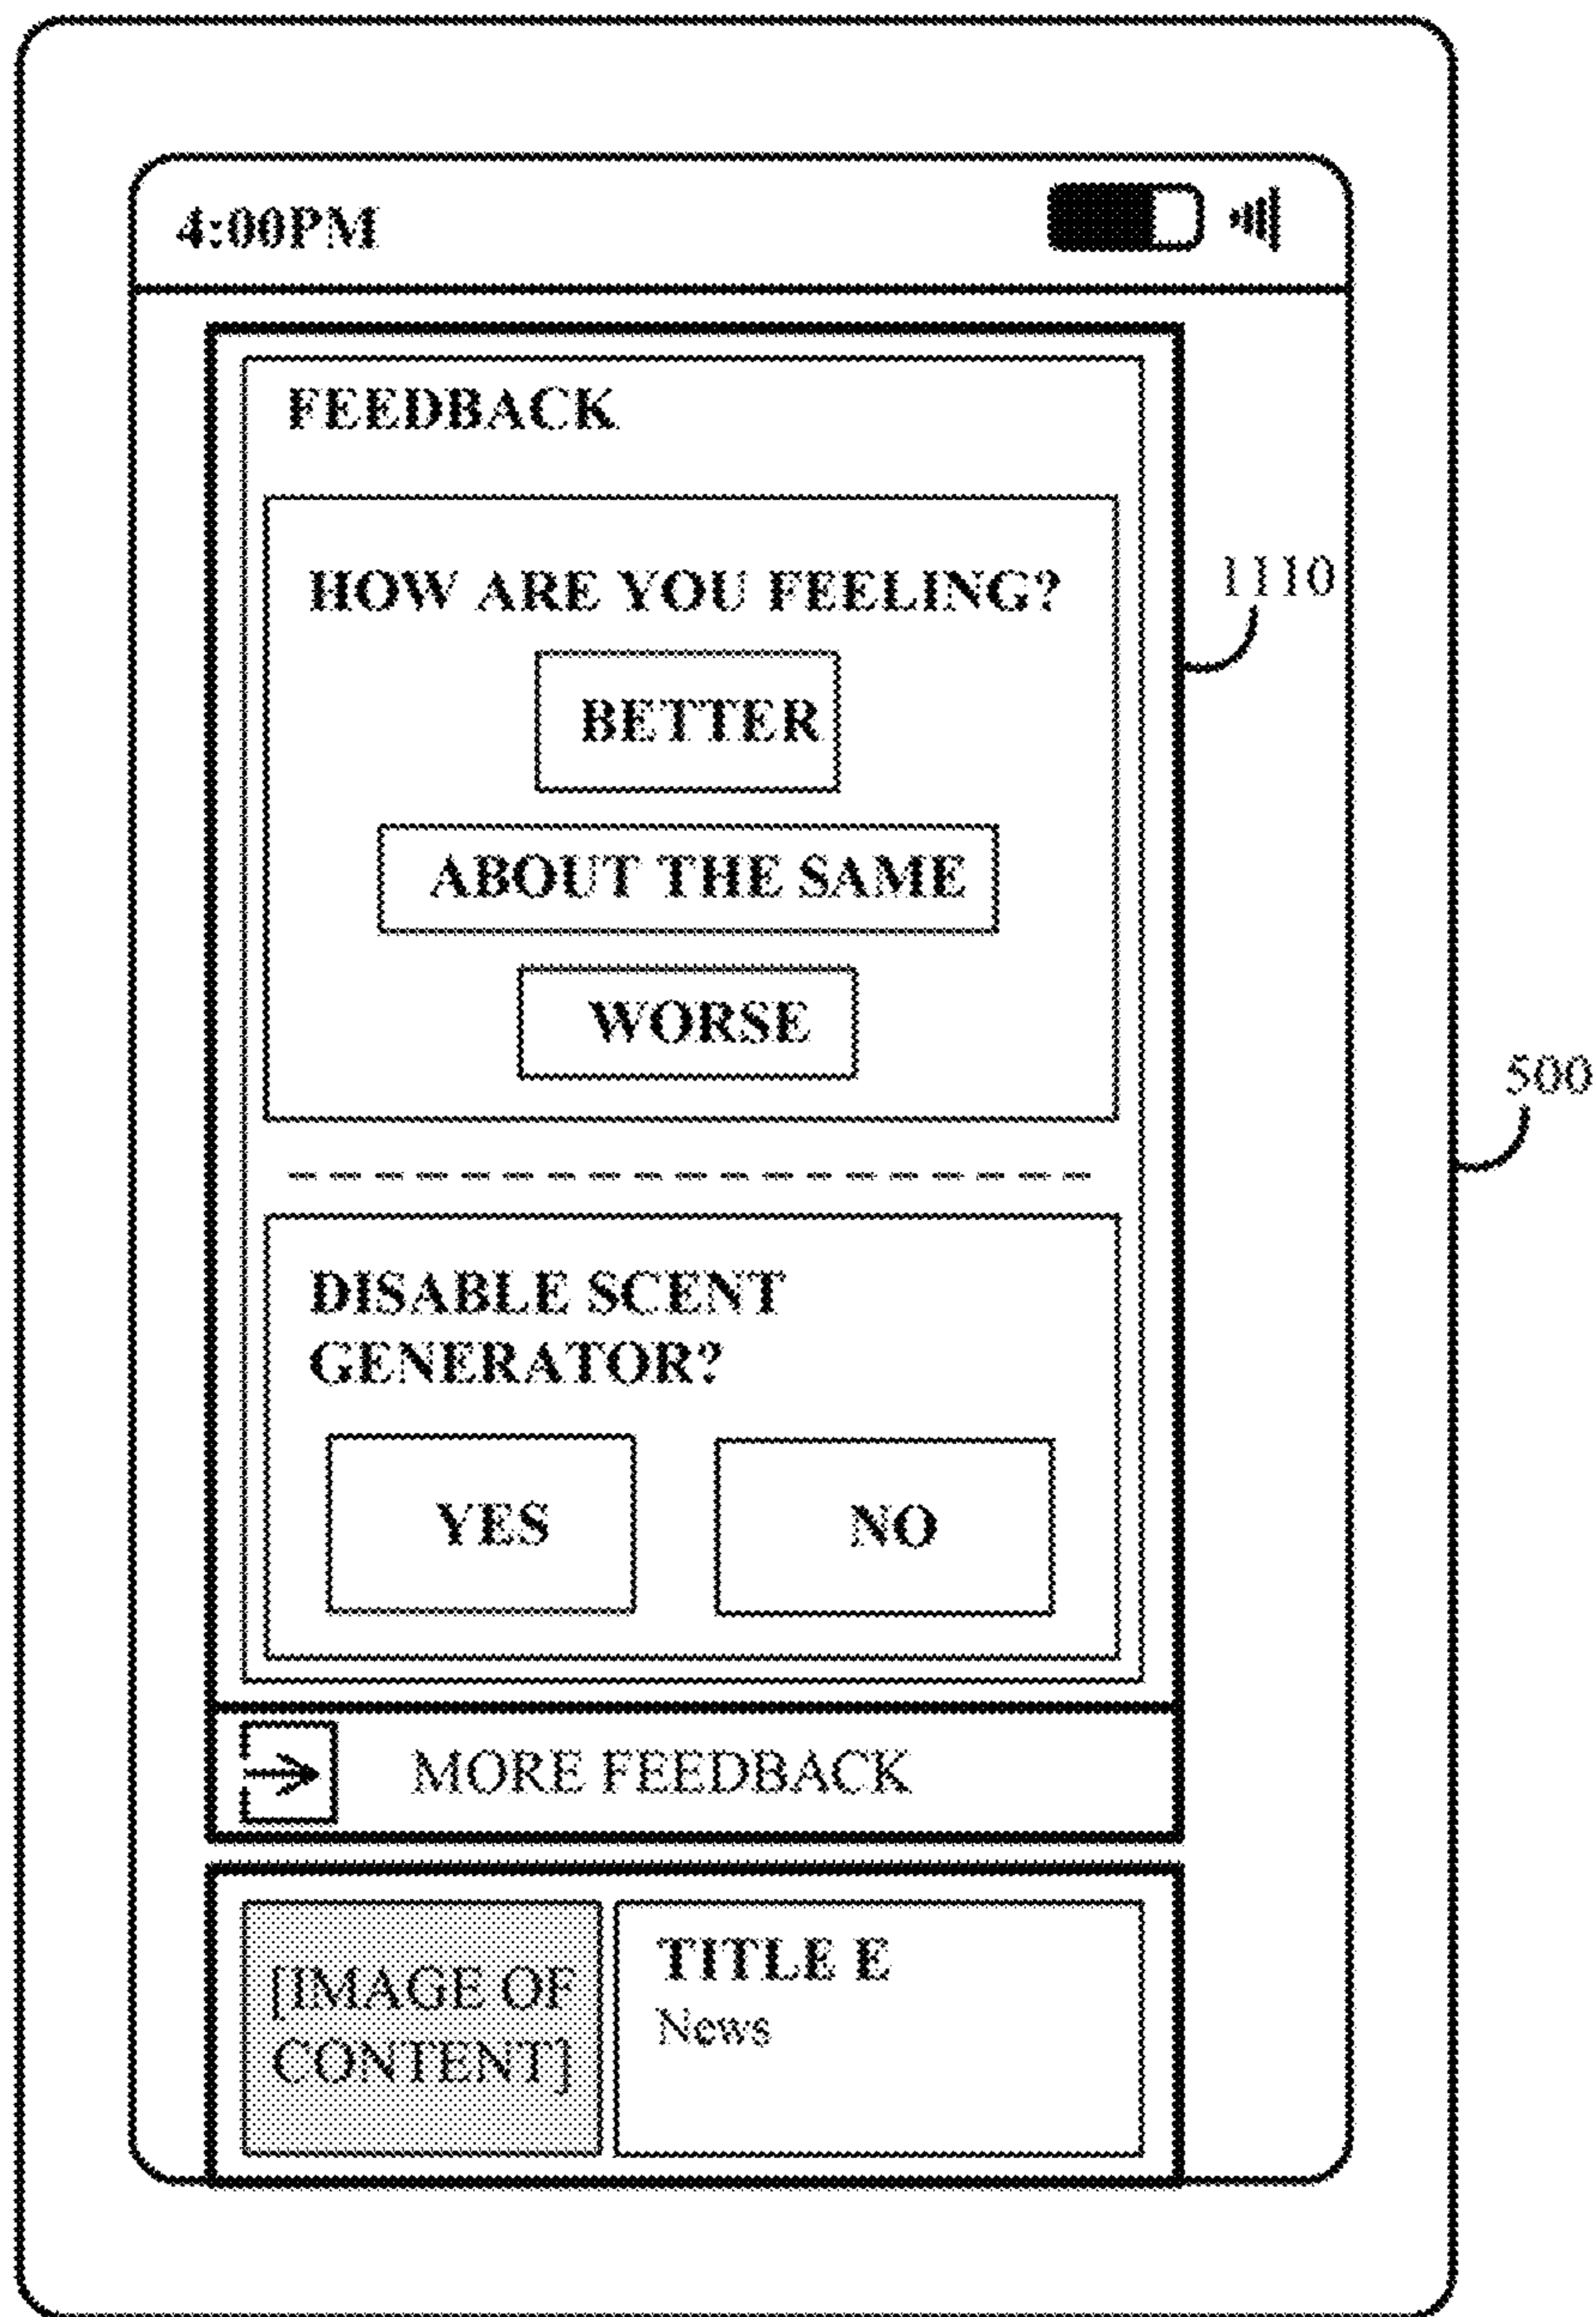 4:00PM
FEEDBACK
HOW ARE YOU FEELING?
1110
BETTER
ABOUT THE SAME
WORSE
500
DISABLE SCENT
GENERATOR?
YES NO
MORE FEEDBACK
[IMAGE OF
CONTENT]
TITLE E
News